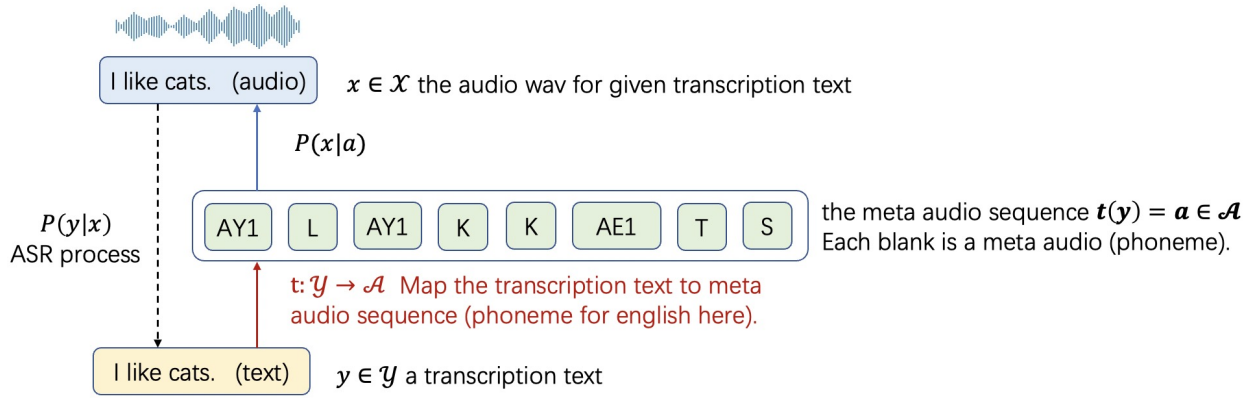 I like cats. (audio)
x ∈ 𝒳 the audio wav for given transcription text
P(x|a)
P(y|x)
ASR process
AY1 L AY1 K K AE1 T S
the meta audio sequence t(y) = a ∈ 𝒜
Each blank is a meta audio (phoneme).
t: 𝒴 → 𝒜 Map the transcription text to meta
audio sequence (phoneme for english here).
I like cats. (text)
y ∈ 𝒴 a transcription text